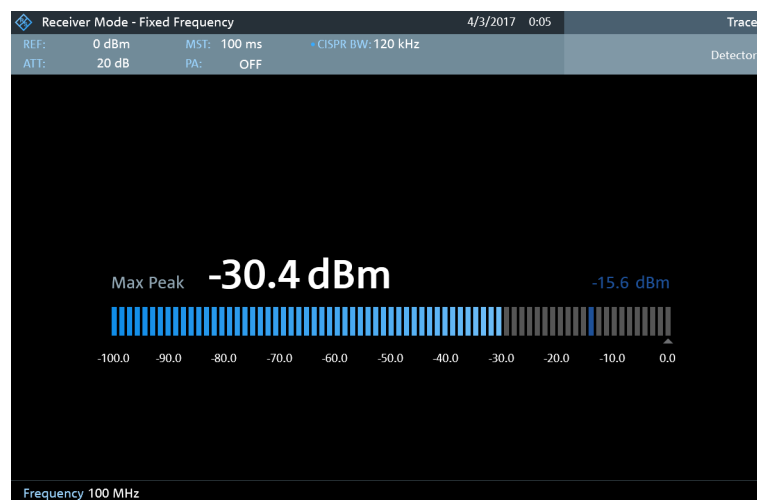 Receiver Mode - Fixed Frequency 4/3/2017 0:05 Trace
REF: 0 dBm MST: 100 ms CISPR BW: 120 kHz
Detector
ATT: 20 dB PA: OFF
Max Peak -30.4 dBm -15.6 dBm
-100.0 -90.0 -80.0 -70.0 -60.0 -50.0 -40.0 -30.0 -20.0 -10.0 0.0
Frequency 100 MHz